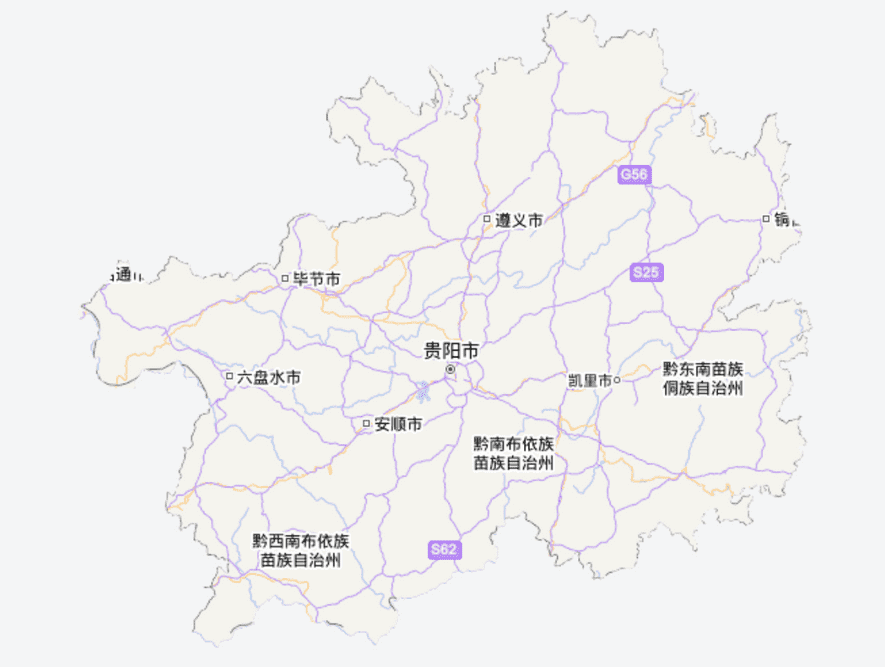 G56
遵义市
铜
S25
通
毕节市
贵阳市
六盘水市
凯里市
黔东南苗族
侗族自治州
安顺市
黔南布依族
苗族自治州
黔西南布依族
苗族自治州
S62